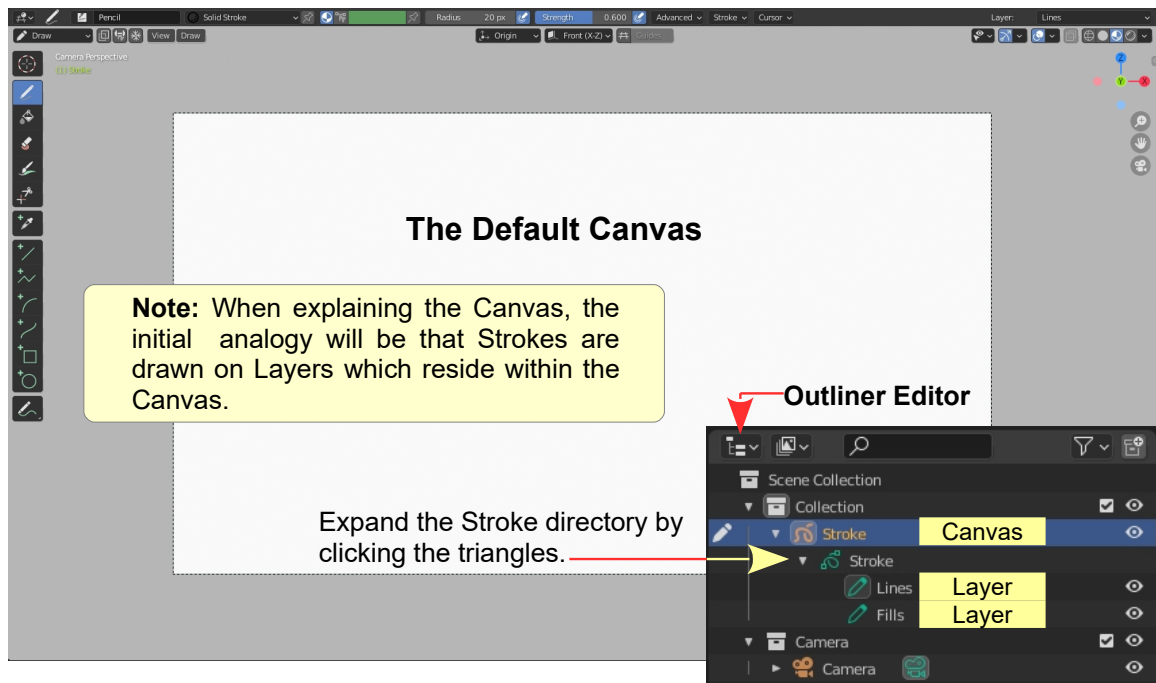 Pencil Solid Stroke Radius 20 px Strength 0.600 Advanced Stroke Cursor Layer: Lines
Draw View Draw Origin Front (X-Z) Guides
Camera Perspective
(1) Stroke
Z
Y X
The Default Canvas
Note: When explaining the Canvas, the
initial analogy will be that Strokes are
drawn on Layers which reside within the
Canvas.
Outliner Editor
Scene Collection
Collection
Stroke Canvas
Expand the Stroke directory by
clicking the triangles.
Stroke
Lines Layer
Fills Layer
Camera
Camera